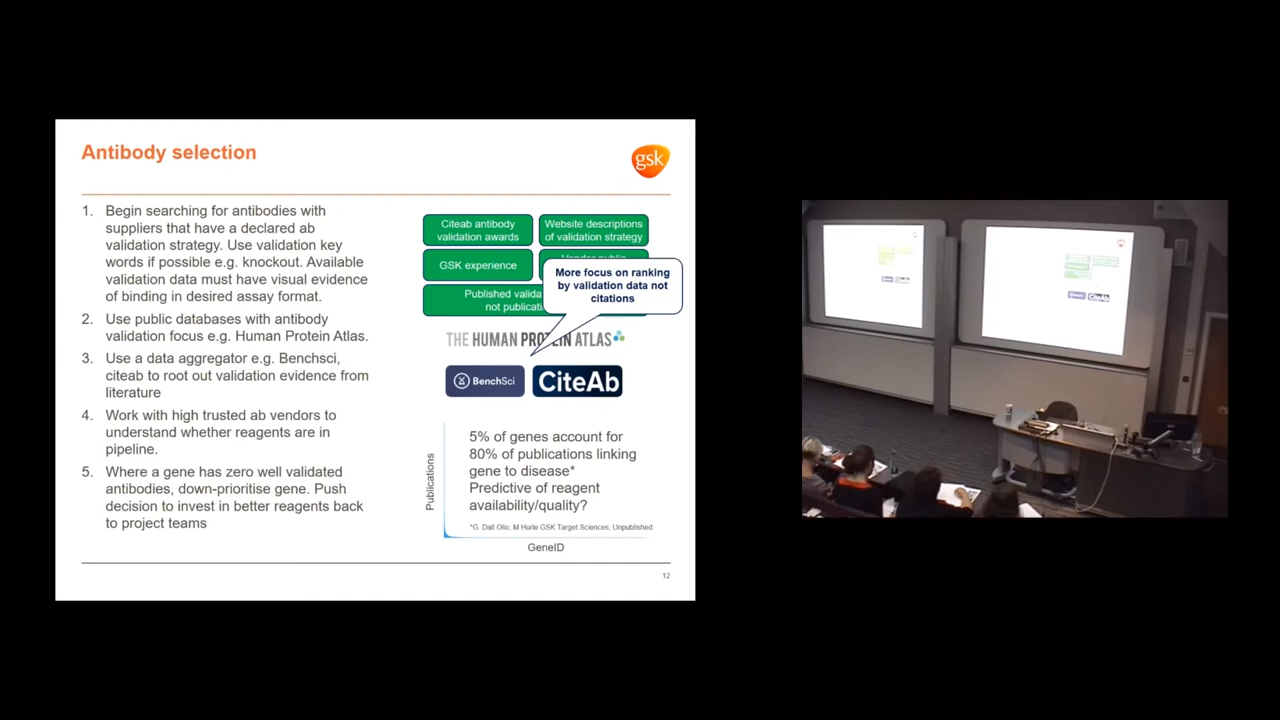 Antibody selection
gsk
1. Begin searching for antibodies with
suppliers that have a declared ab
validation strategy. Use validation key
words if possible e.g. knockout. Available
validation data must have visual evidence
of binding in desired assay format.
2. Use public databases with antibody
validation focus e.g. Human Protein Atlas.
3. Use a data aggregator e.g. Benchsci,
citeab to root out validation evidence from
literature
4. Work with high trusted ab vendors to
understand whether reagents are in
pipeline.
5. Where a gene has zero well validated
antibodies, down-prioritise gene. Push
decision to invest in better reagents back
to project teams
Citeab antibody
validation awards
Website descriptions
of validation strategy
GSK experience
More focus on ranking
by validation data not
citations
Published
not
THE HUMAN PROTEIN ATLAS
BenchSci
CiteAb
Publications
5% of genes account for
80% of publications linking
gene to disease*
Predictive of reagent
availability/quality?
*G. Dall Olio, M Hurle GSK Target Sciences, Unpublished
GeneID
12